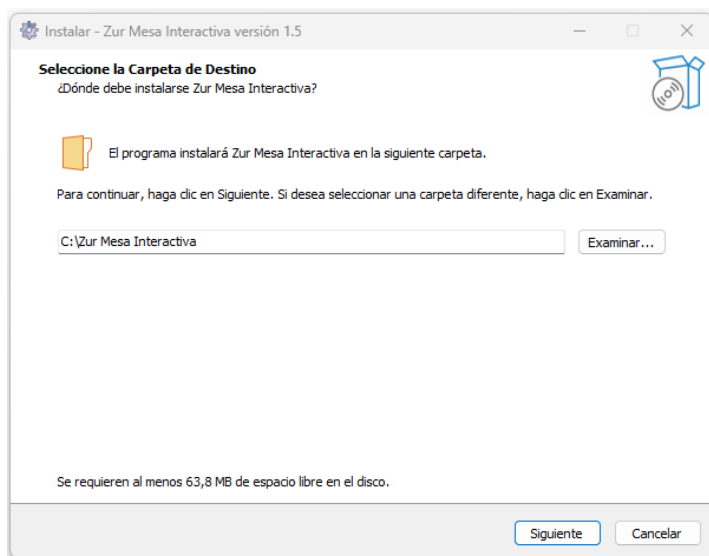 Instalar - Zur Mesa Interactiva versión 1.5
Seleccione la Carpeta de Destino
¿Dónde debe instalarse Zur Mesa Interactiva?
El programa instalará Zur Mesa Interactiva en la siguiente carpeta.
Para continuar, haga clic en Siguiente. Si desea seleccionar una carpeta diferente, haga clic en Examinar.
C:\Zur Mesa Interactiva
Examinar...
Se requieren al menos 63,8 MB de espacio libre en el disco.
Siguiente
Cancelar